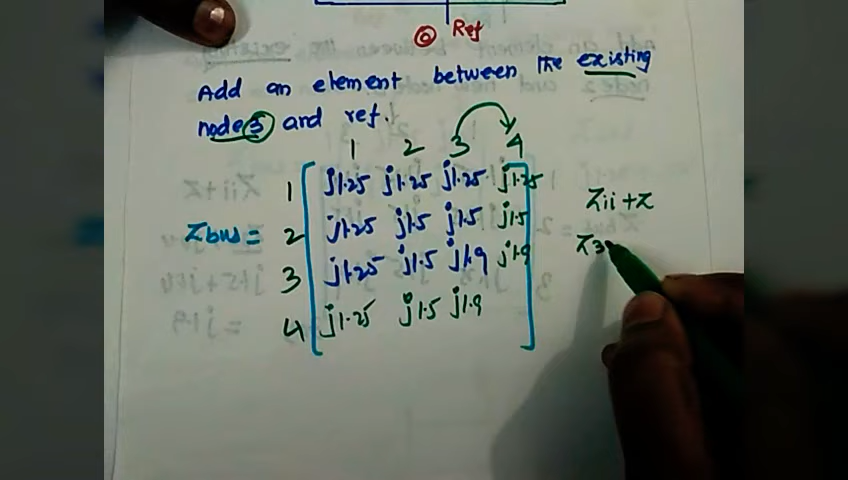 ⓪ Ref
Add an element between the existing
node 3 and ref.
1 2 3 4
1 j1.25 j1.25 j1.25 j1.25
Zii+Z
Zbus= 2 j1.25 j1.5 j1.5 j1.5
Z3
3 j1.25 j1.5 j1.9 j1.9
4 j1.25 j1.5 j1.9